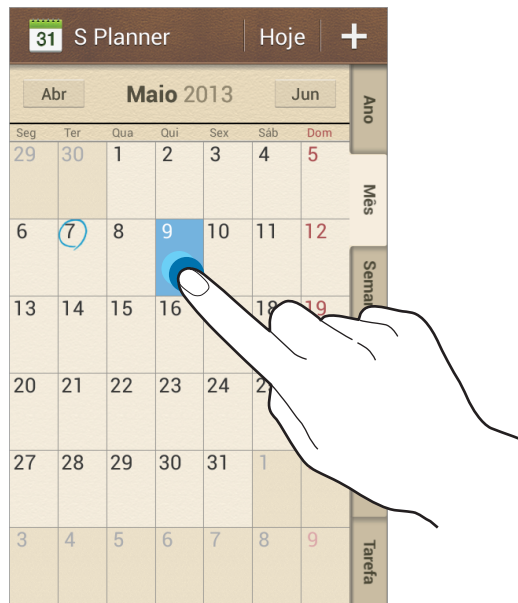 31 S Planner Hoje +
Abr Maio 2013 Jun
Ano
Seg Ter Qua Qui Sex Sáb Dom
29 30 1 2 3 4 5
Mês
6 7 8 9 10 11 12
13 14 15 16 18 19
20 21 22 23 24
27 28 29 30 31 1
3 4 5 6 7 8 9
Tarefa